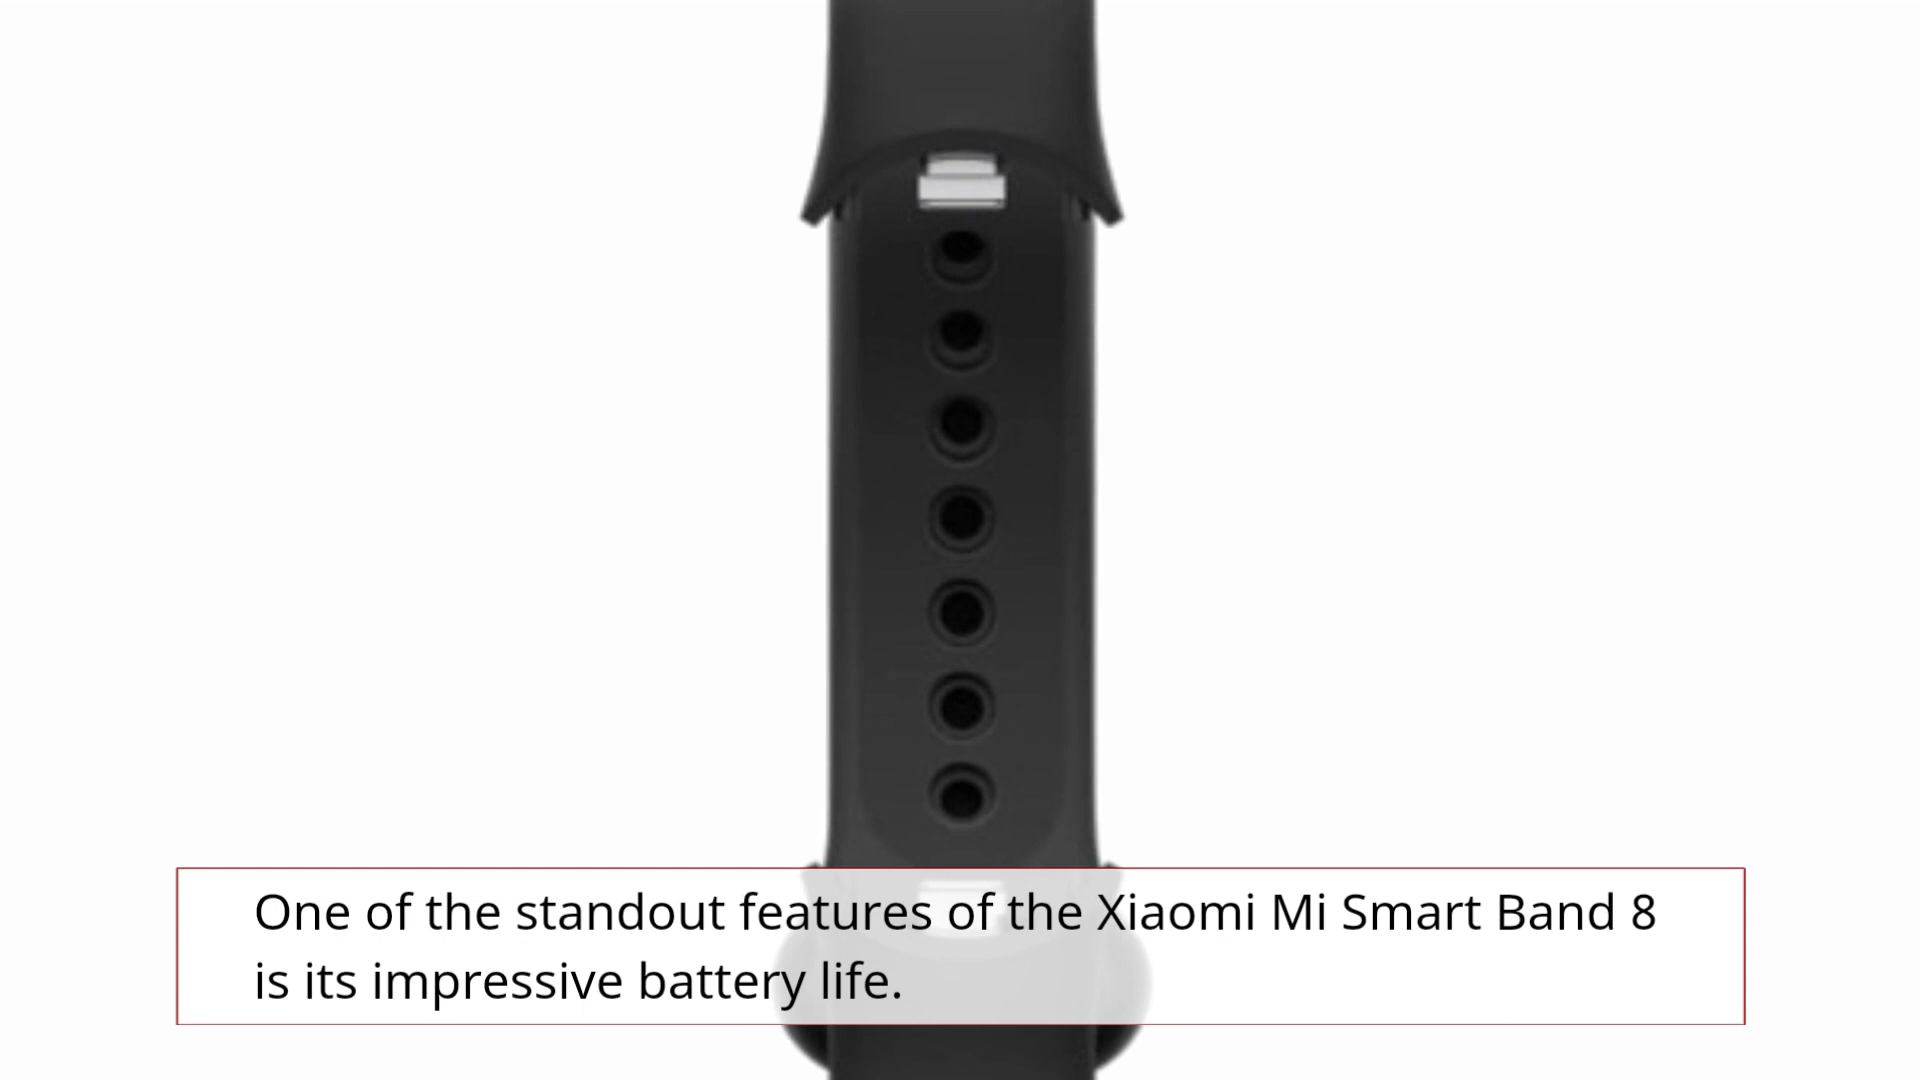 One of the standout features of the Xiaomi Mi Smart Band 8
is its impressive battery life.